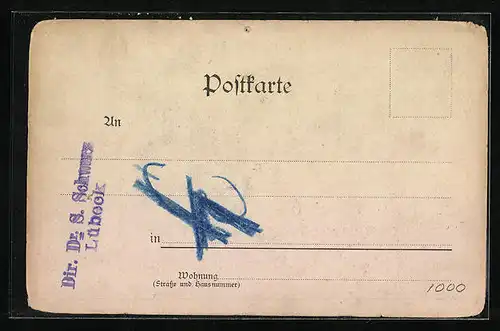 Postkarte
An
in
Wohnung
(Straße und Hausnummer)
Dir. Dr. S. Schwarz
Lübeck
1000